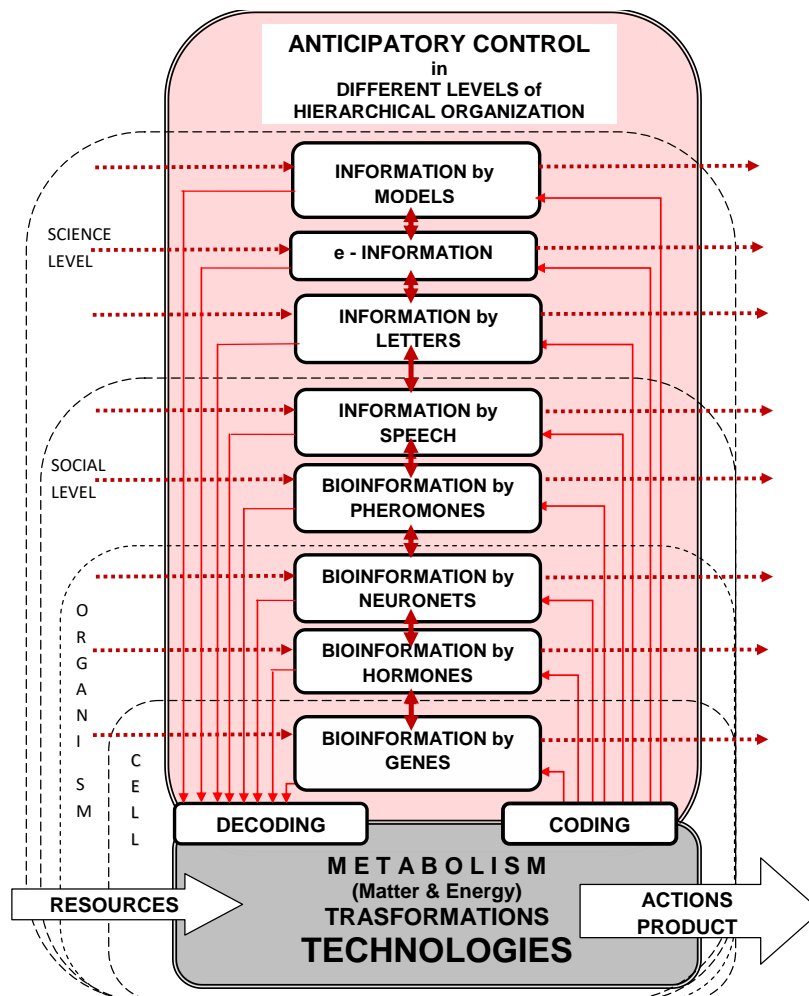 ANTICIPATORY CONTROL
in
DIFFERENT LEVELS of
HIERARCHICAL ORGANIZATION
INFORMATION by
MODELS
SCIENCE
LEVEL
e - INFORMATION
INFORMATION by
LETTERS
INFORMATION by
SPEECH
SOCIAL
LEVEL
BIOINFORMATION by
PHEROMONES
BIOINFORMATION by
NEURONETS
O
R
G
A
N
I
S
M
BIOINFORMATION by
HORMONES
BIOINFORMATION by
GENES
C
E
L
L
DECODING
CODING
METABOLISM
(Matter & Energy)
TRASFORMATIONS
TECHNOLOGIES
RESOURCES
ACTIONS
PRODUCT